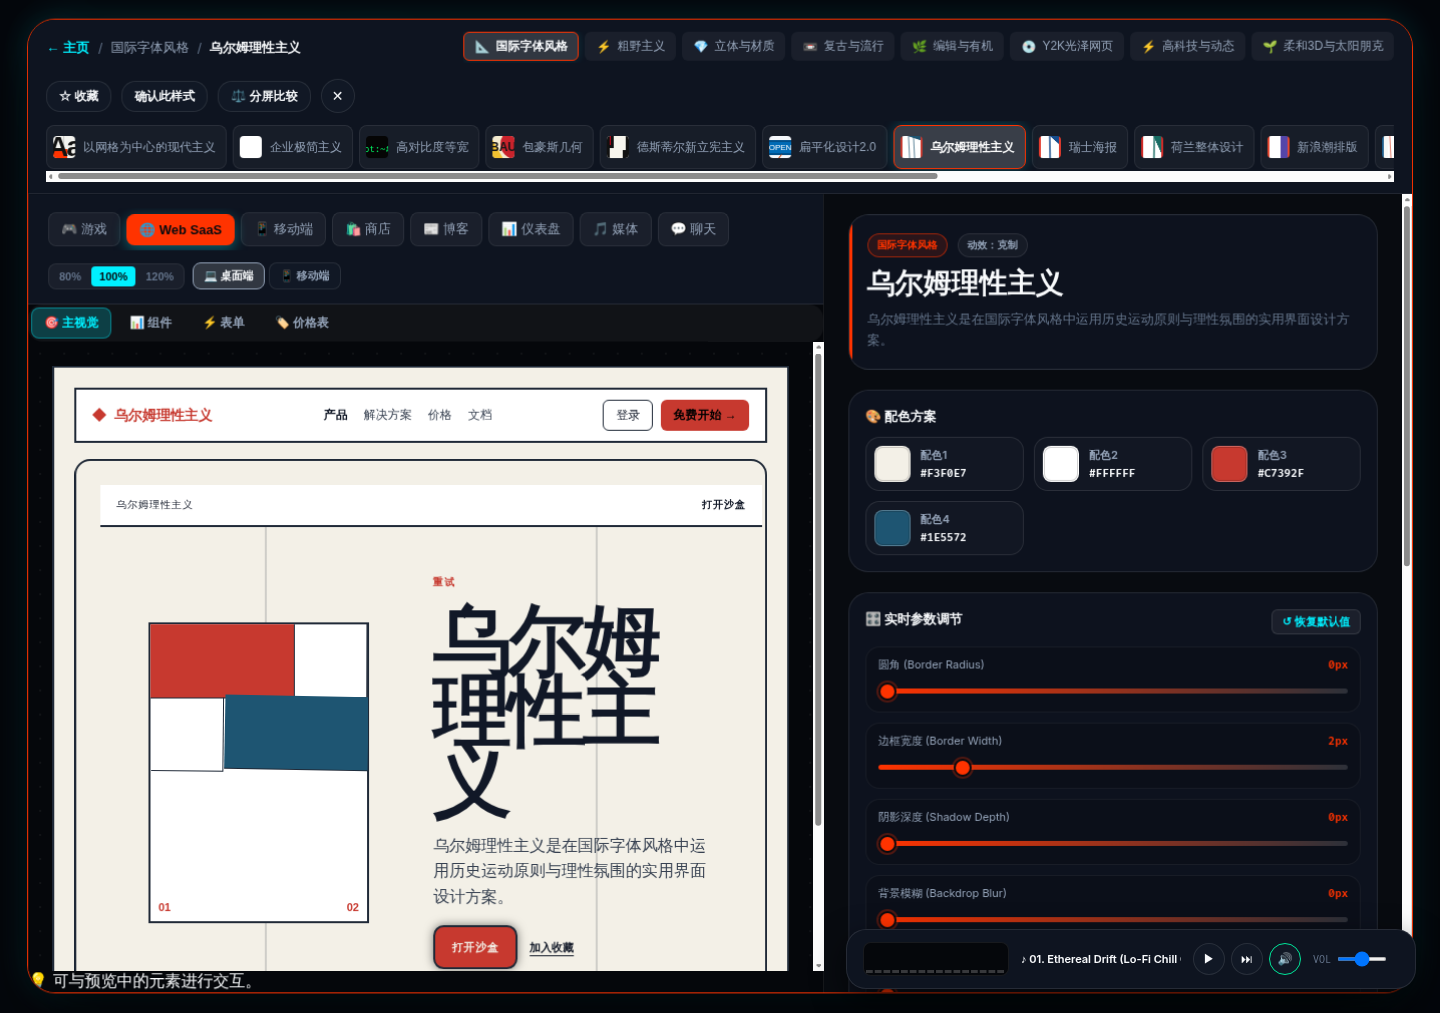 ← 主页 / 国际字体风格 / 乌尔姆理性主义
📐 国际字体风格
⚡ 粗野主义
💎 立体与材质
📼 复古与流行
🌿 编辑与有机
💿 Y2K光泽网页
⚡ 高科技与动态
🌱 柔和3D与太阳朋克
☆ 收藏
确认此样式
⚖️ 分屏比较
✕
Aa 以网格为中心的现代主义
企业极简主义
高对比度等宽
BAU 包豪斯几何
德斯蒂尔新立宪主义
OPEN 扁平化设计2.0
乌尔姆理性主义
瑞士海报
荷兰整体设计
新浪潮排版
🎮 游戏
🌐 Web SaaS
📱 移动端
🛍️ 商店
📰 博客
📊 仪表盘
🎵 媒体
💬 聊天
80%
100%
120%
💻 桌面端
📱 移动端
🎯 主视觉
📊 组件
⚡ 表单
🏷️ 价格表
◆ 乌尔姆理性主义
产品
解决方案
价格
文档
登录
免费开始 →
乌尔姆理性主义
打开沙盒
重试
乌尔姆
理性主
义
乌尔姆理性主义是在国际字体风格中运
用历史运动原则与理性氛围的实用界面
设计方案。
打开沙盒
加入收藏
01
02
💡 可与预览中的元素进行交互。
国际字体风格
动效：克制
乌尔姆理性主义
乌尔姆理性主义是在国际字体风格中运用历史运动原则与理性氛围的实用界面设计方
案。
🎨 配色方案
配色1
#F3F0E7
配色2
#FFFFFF
配色3
#C7392F
配色4
#1E5572
🎛️ 实时参数调节
↺ 恢复默认值
圆角 (Border Radius)
0px
边框宽度 (Border Width)
2px
阴影深度 (Shadow Depth)
0px
背景模糊 (Backdrop Blur)
0px
♪ 01. Ethereal Drift (Lo-Fi Chill
VOL